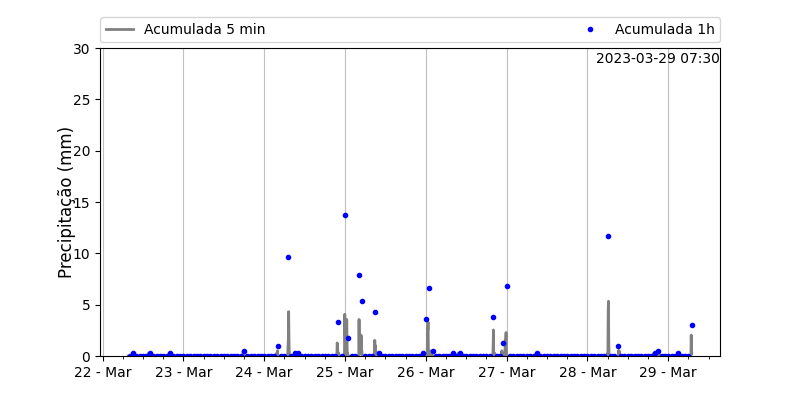 Acumulada 5 min
Acumulada 1h
2023-03-29 07:30
Precipitação (mm)
30
25
20
15
10
5
0
22 - Mar
23 - Mar
24 - Mar
25 - Mar
26 - Mar
27 - Mar
28 - Mar
29 - Mar